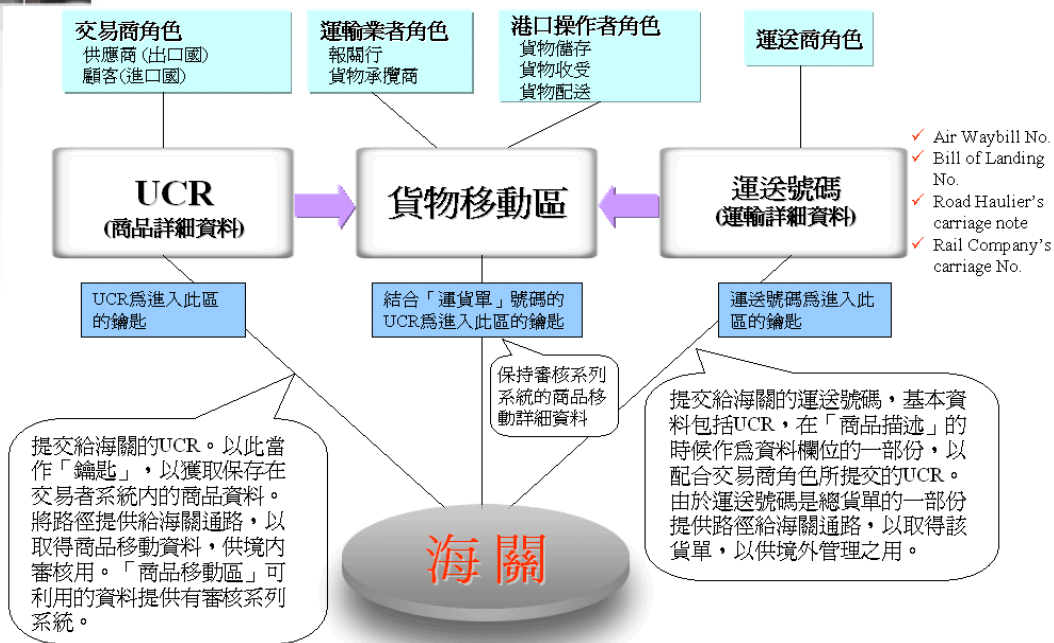 交易商角色
供應商 (出口國)
顧客(進口國)
運輸業者角色
報關行
貨物承攬商
港口操作者角色
貨物儲存
貨物收受
貨物配送
運送商角色
UCR
(商品詳細資料)
貨物移動區
運送號碼
(運輸詳細資料)
✓ Air Waybill No.
✓ Bill of Landing
No.
✓ Road Haulier's
carriage note
✓ Rail Company's
carriage No.
UCR為進入此區
的鑰匙
結合「運貨單」號碼的
UCR為進入此區的鑰匙
運送號碼為進入此
區的鑰匙
保持審核系列
系統的商品移
動詳細資料
提交給海關的UCR。以此當
作「鑰匙」，以獲取保存在
交易者系統內的商品資料。
將路徑提供給海關通路，以
取得商品移動資料，供境內
審核用。「商品移動區」可
利用的資料提供有審核系列
系統。
提交給海關的運送號碼，基本資
料包括UCR，在「商品描述」的
時候作為資料欄位的一部份，以
配合交易商角色所提交的UCR。
由於運送號碼是總貨單的一部份
提供路徑給海關通路，以取得該
貨單，以供境外管理之用。
海關